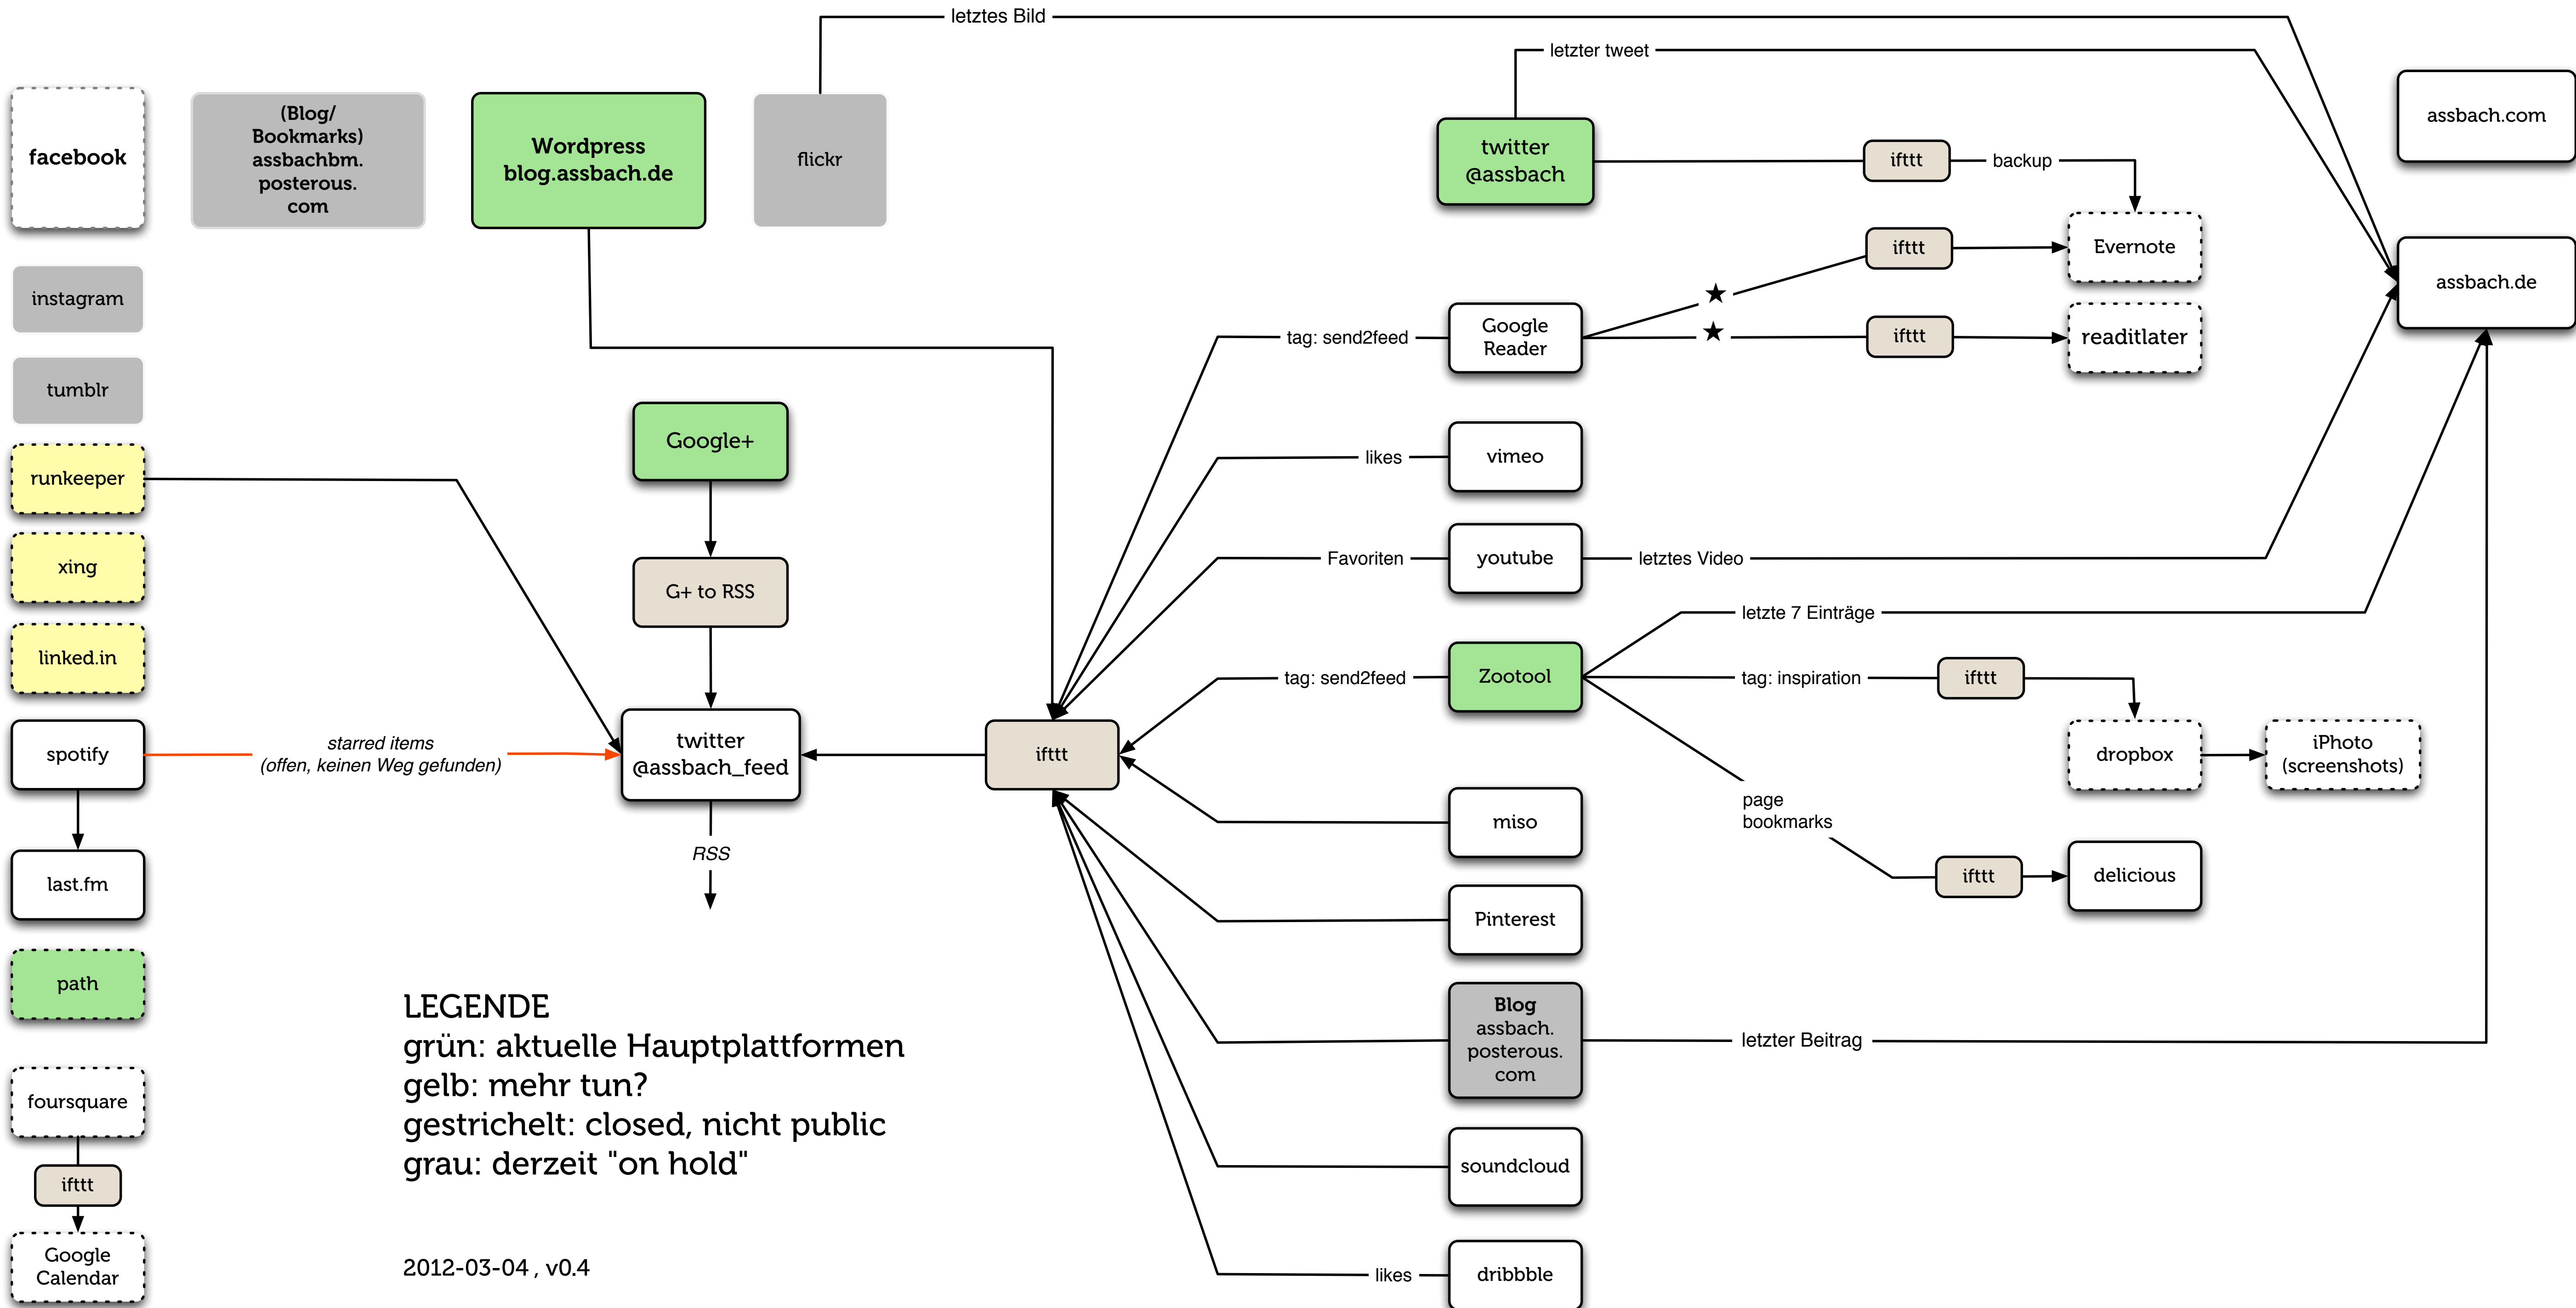 letztes Bild
letzter tweet
facebook
(Blog/
Bookmarks)
assbachbm.
posterous.
com
Wordpress
blog.assbach.de
flickr
twitter
@assbach
ifttt
backup
assbach.com
instagram
ifttt
Evernote
assbach.de
tag: send2feed
Google
Reader
★
★
ifttt
readitlater
tumblr
Google+
likes
vimeo
runkeeper
xing
G+ to RSS
Favoriten
youtube
letztes Video
letzte 7 Einträge
linked.in
tag: send2feed
Zootool
tag: inspiration
ifttt
spotify
starred items
(offen, keinen Weg gefunden)
twitter
@assbach_feed
ifttt
dropbox
iPhoto
(screenshots)
page
bookmarks
miso
RSS
last.fm
ifttt
delicious
Pinterest
path
Blog
assbach.
posterous.
com
letzter Beitrag
LEGENDE
grün: aktuelle Hauptplattformen
gelb: mehr tun?
gestrichelt: closed, nicht public
grau: derzeit "on hold"
foursquare
ifttt
Google
Calendar
soundcloud
2012-03-04 , v0.4
likes
dribbble